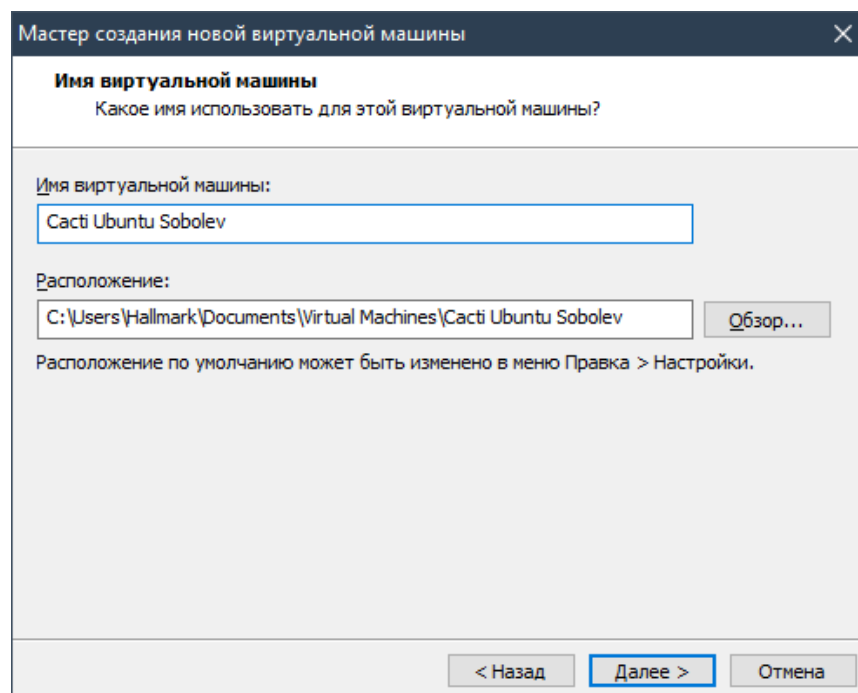 Мастер создания новой виртуальной машины
Имя виртуальной машины
Какое имя использовать для этой виртуальной машины?
Имя виртуальной машины:
Cacti Ubuntu Sobolev
Расположение:
C:\Users\Hallmark\Documents\Virtual Machines\Cacti Ubuntu Sobolev
Обзор...
Расположение по умолчанию может быть изменено в меню Правка > Настройки.
< Назад Далее > Отмена